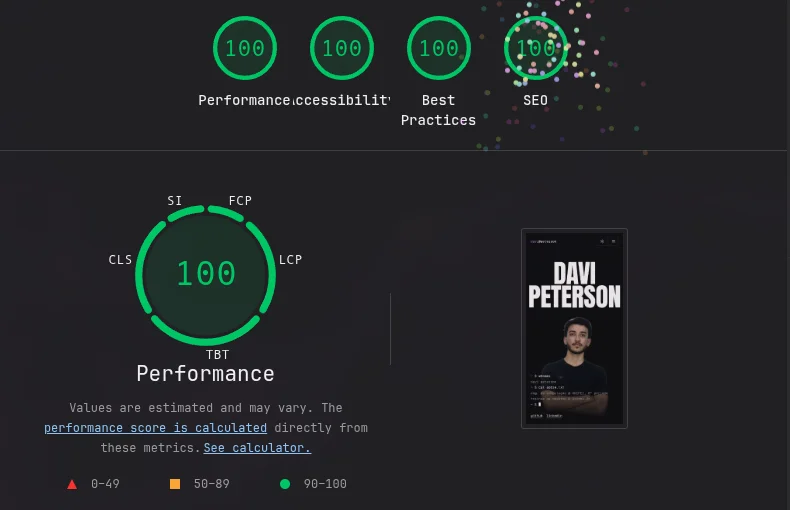 100
100
100
100
Performance
ccessibility
Best
Practices
SEO
SI
FCP
CLS
LCP
100
TBT
Performance
Values are estimated and may vary. The
performance score is calculated directly from
these metrics. See calculator.
0–49
50–89
90–100
DAVI
PETERSON